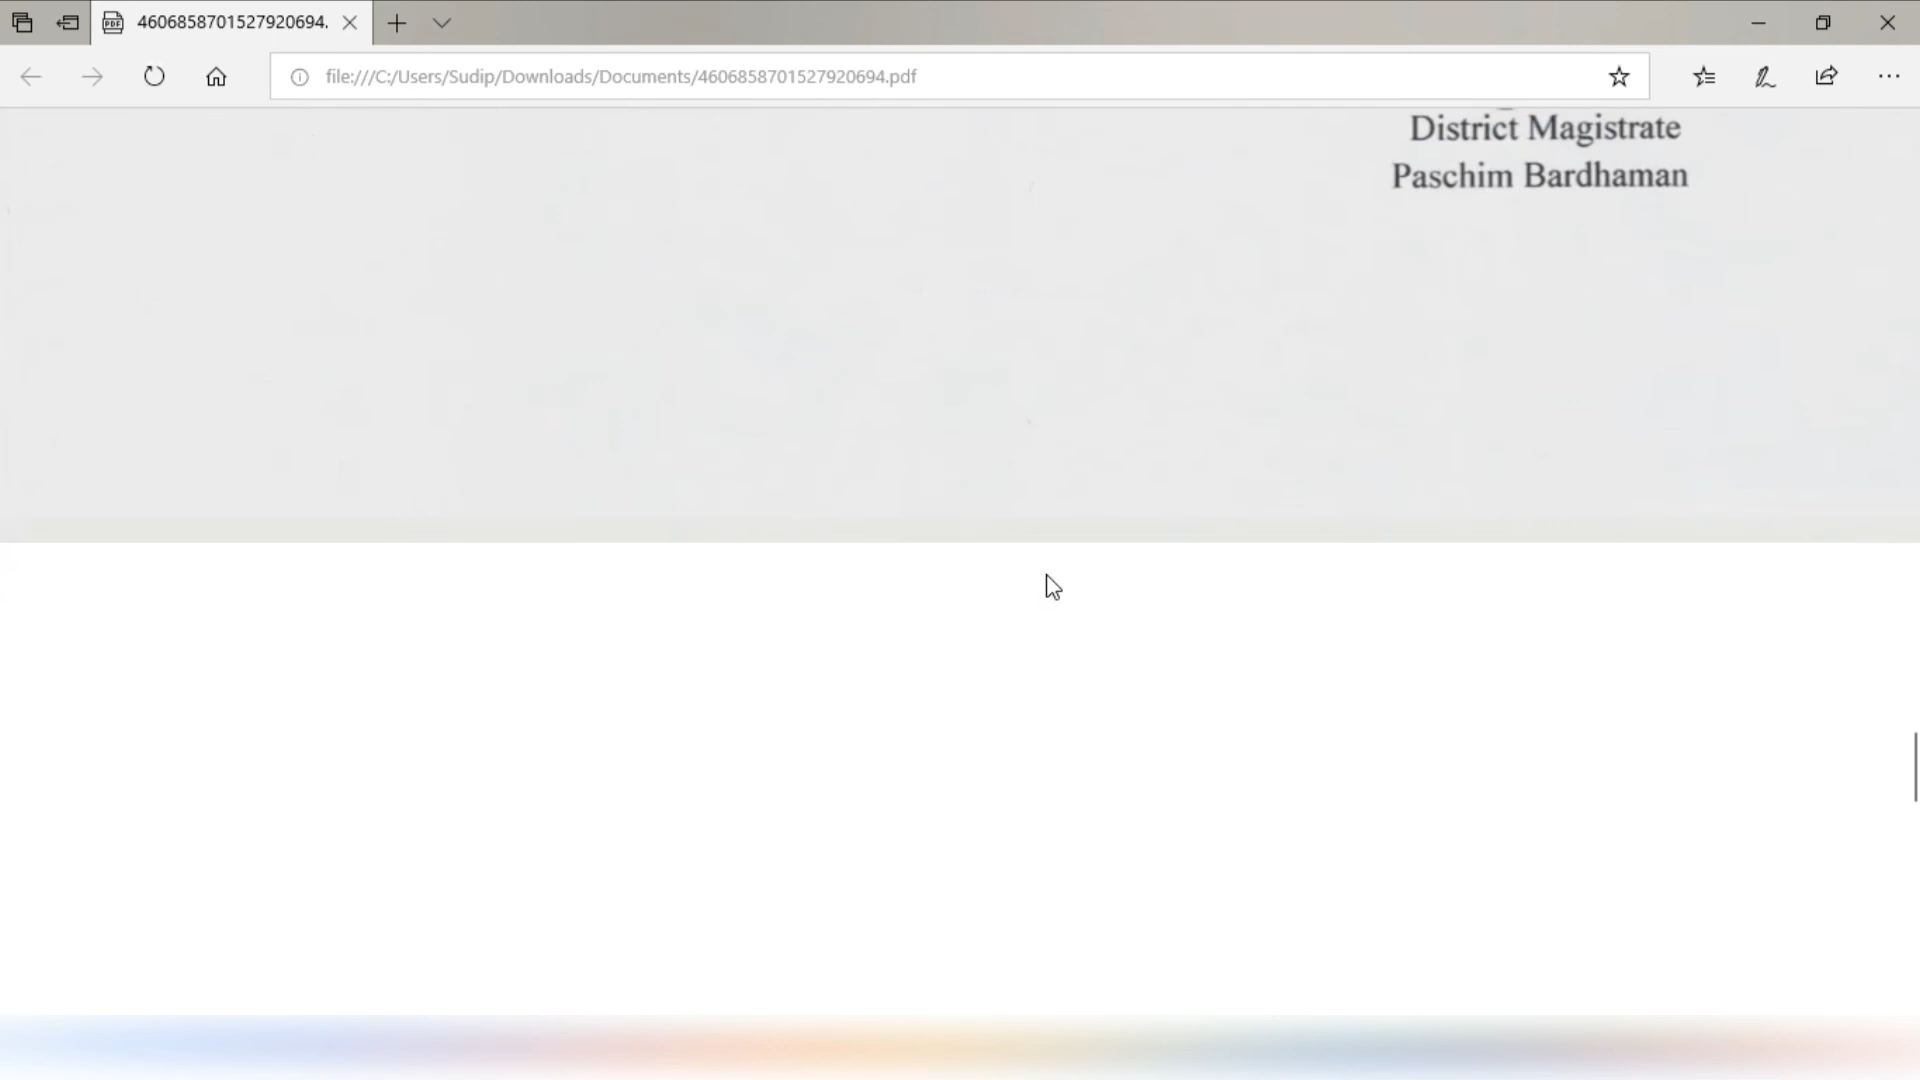 4606858701527920694.
file:///C:/Users/Sudip/Downloads/Documents/4606858701527920694.pdf
District Magistrate
Paschim Bardhaman